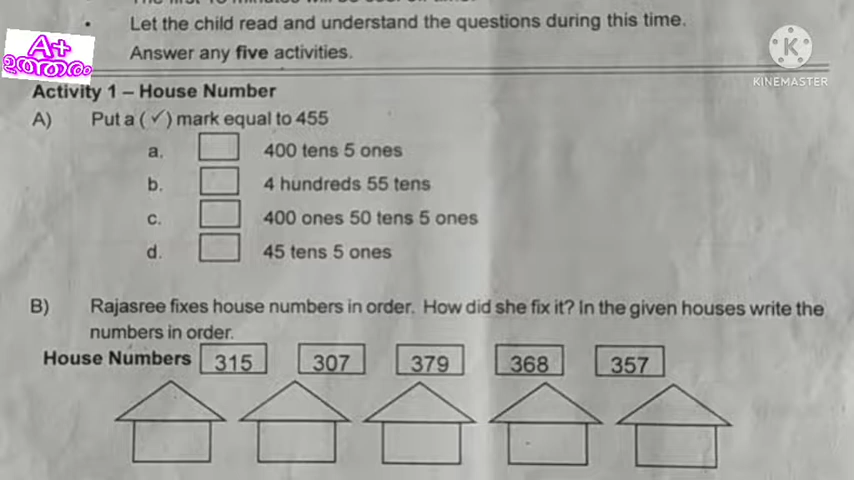 • Let the child read and understand the questions during this time.
Answer any five activities.
A+
ഉത്തരം
K
KINEMASTER
Activity 1 – House Number
A) Put a (✓) mark equal to 455
a. 400 tens 5 ones
b. 4 hundreds 55 tens
c. 400 ones 50 tens 5 ones
d. 45 tens 5 ones
B) Rajasree fixes house numbers in order. How did she fix it? In the given houses write the
numbers in order.
House Numbers 315 307 379 368 357